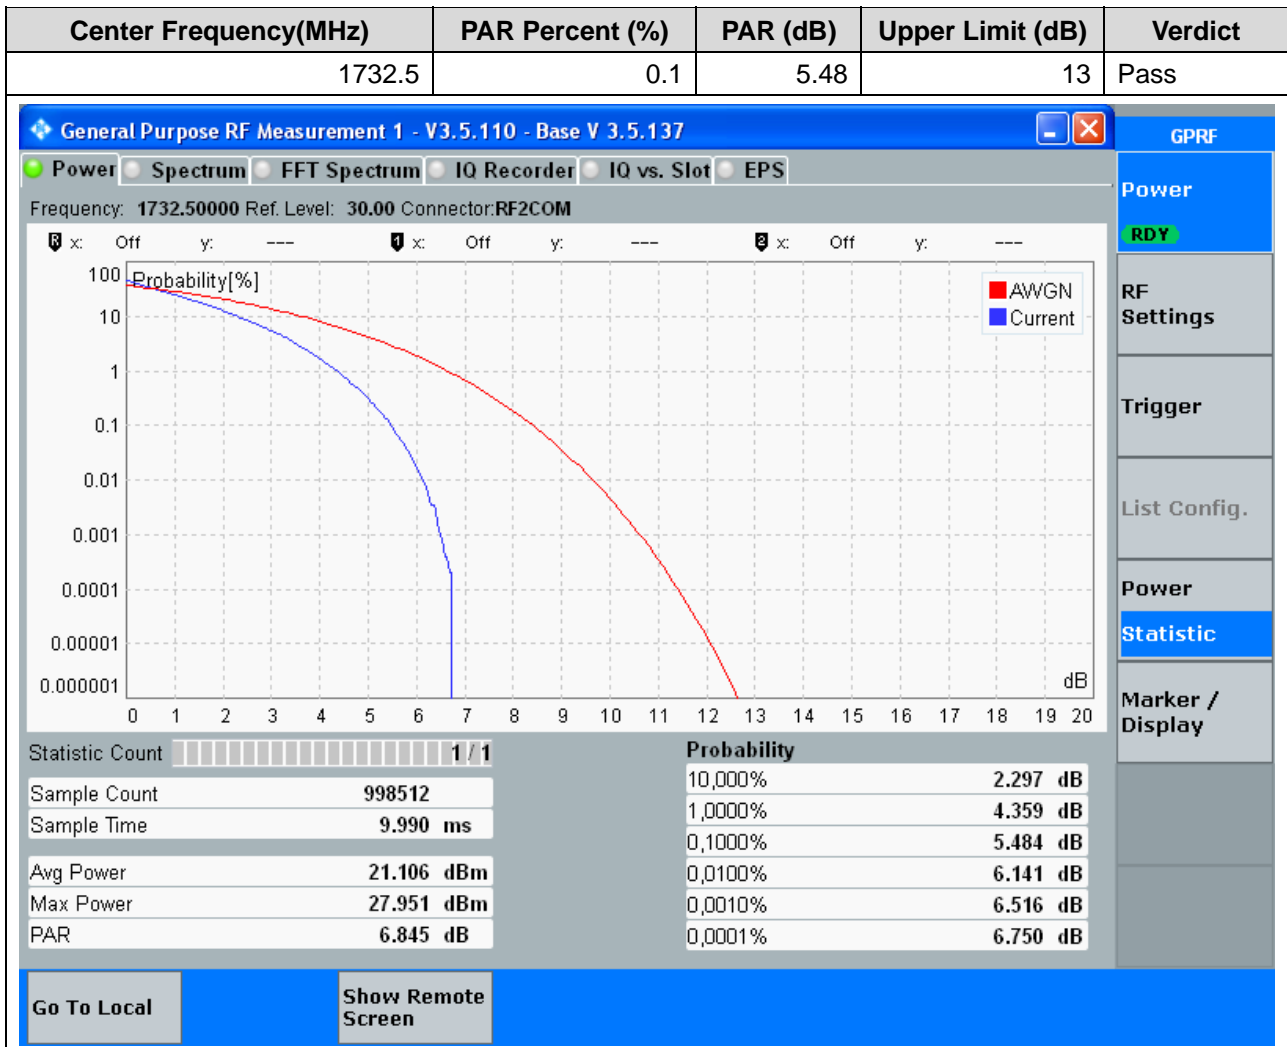 Center Frequency(MHz) PAR Percent (%) PAR (dB) Upper Limit (dB) Verdict
1732.5 0.1 5.48 13 Pass
General Purpose RF Measurement 1 - V3.5.110 - Base V 3.5.137
GPRF
Power Spectrum FFT Spectrum IQ Recorder IQ vs. Slot EPS
Power
RDY
Frequency: 1732.50000 Ref. Level: 30.00 Connector:RF2COM
R x: Off y: --- 1 x: Off y: --- 2 x: Off y: ---
100 Probability[%]
AWGN
Current
10
1
0.1
0.01
0.001
0.0001
0.00001
0.000001
dB
0 1 2 3 4 5 6 7 8 9 10 11 12 13 14 15 16 17 18 19 20
RF
Settings
Trigger
List Config.
Power
Statistic
Marker /
Display
Statistic Count 1 / 1
Sample Count 998512
Sample Time 9.990 ms
Avg Power 21.106 dBm
Max Power 27.951 dBm
PAR 6.845 dB
Probability
10,000% 2.297 dB
1,0000% 4.359 dB
0,1000% 5.484 dB
0,0100% 6.141 dB
0,0010% 6.516 dB
0,0001% 6.750 dB
Go To Local
Show Remote
Screen